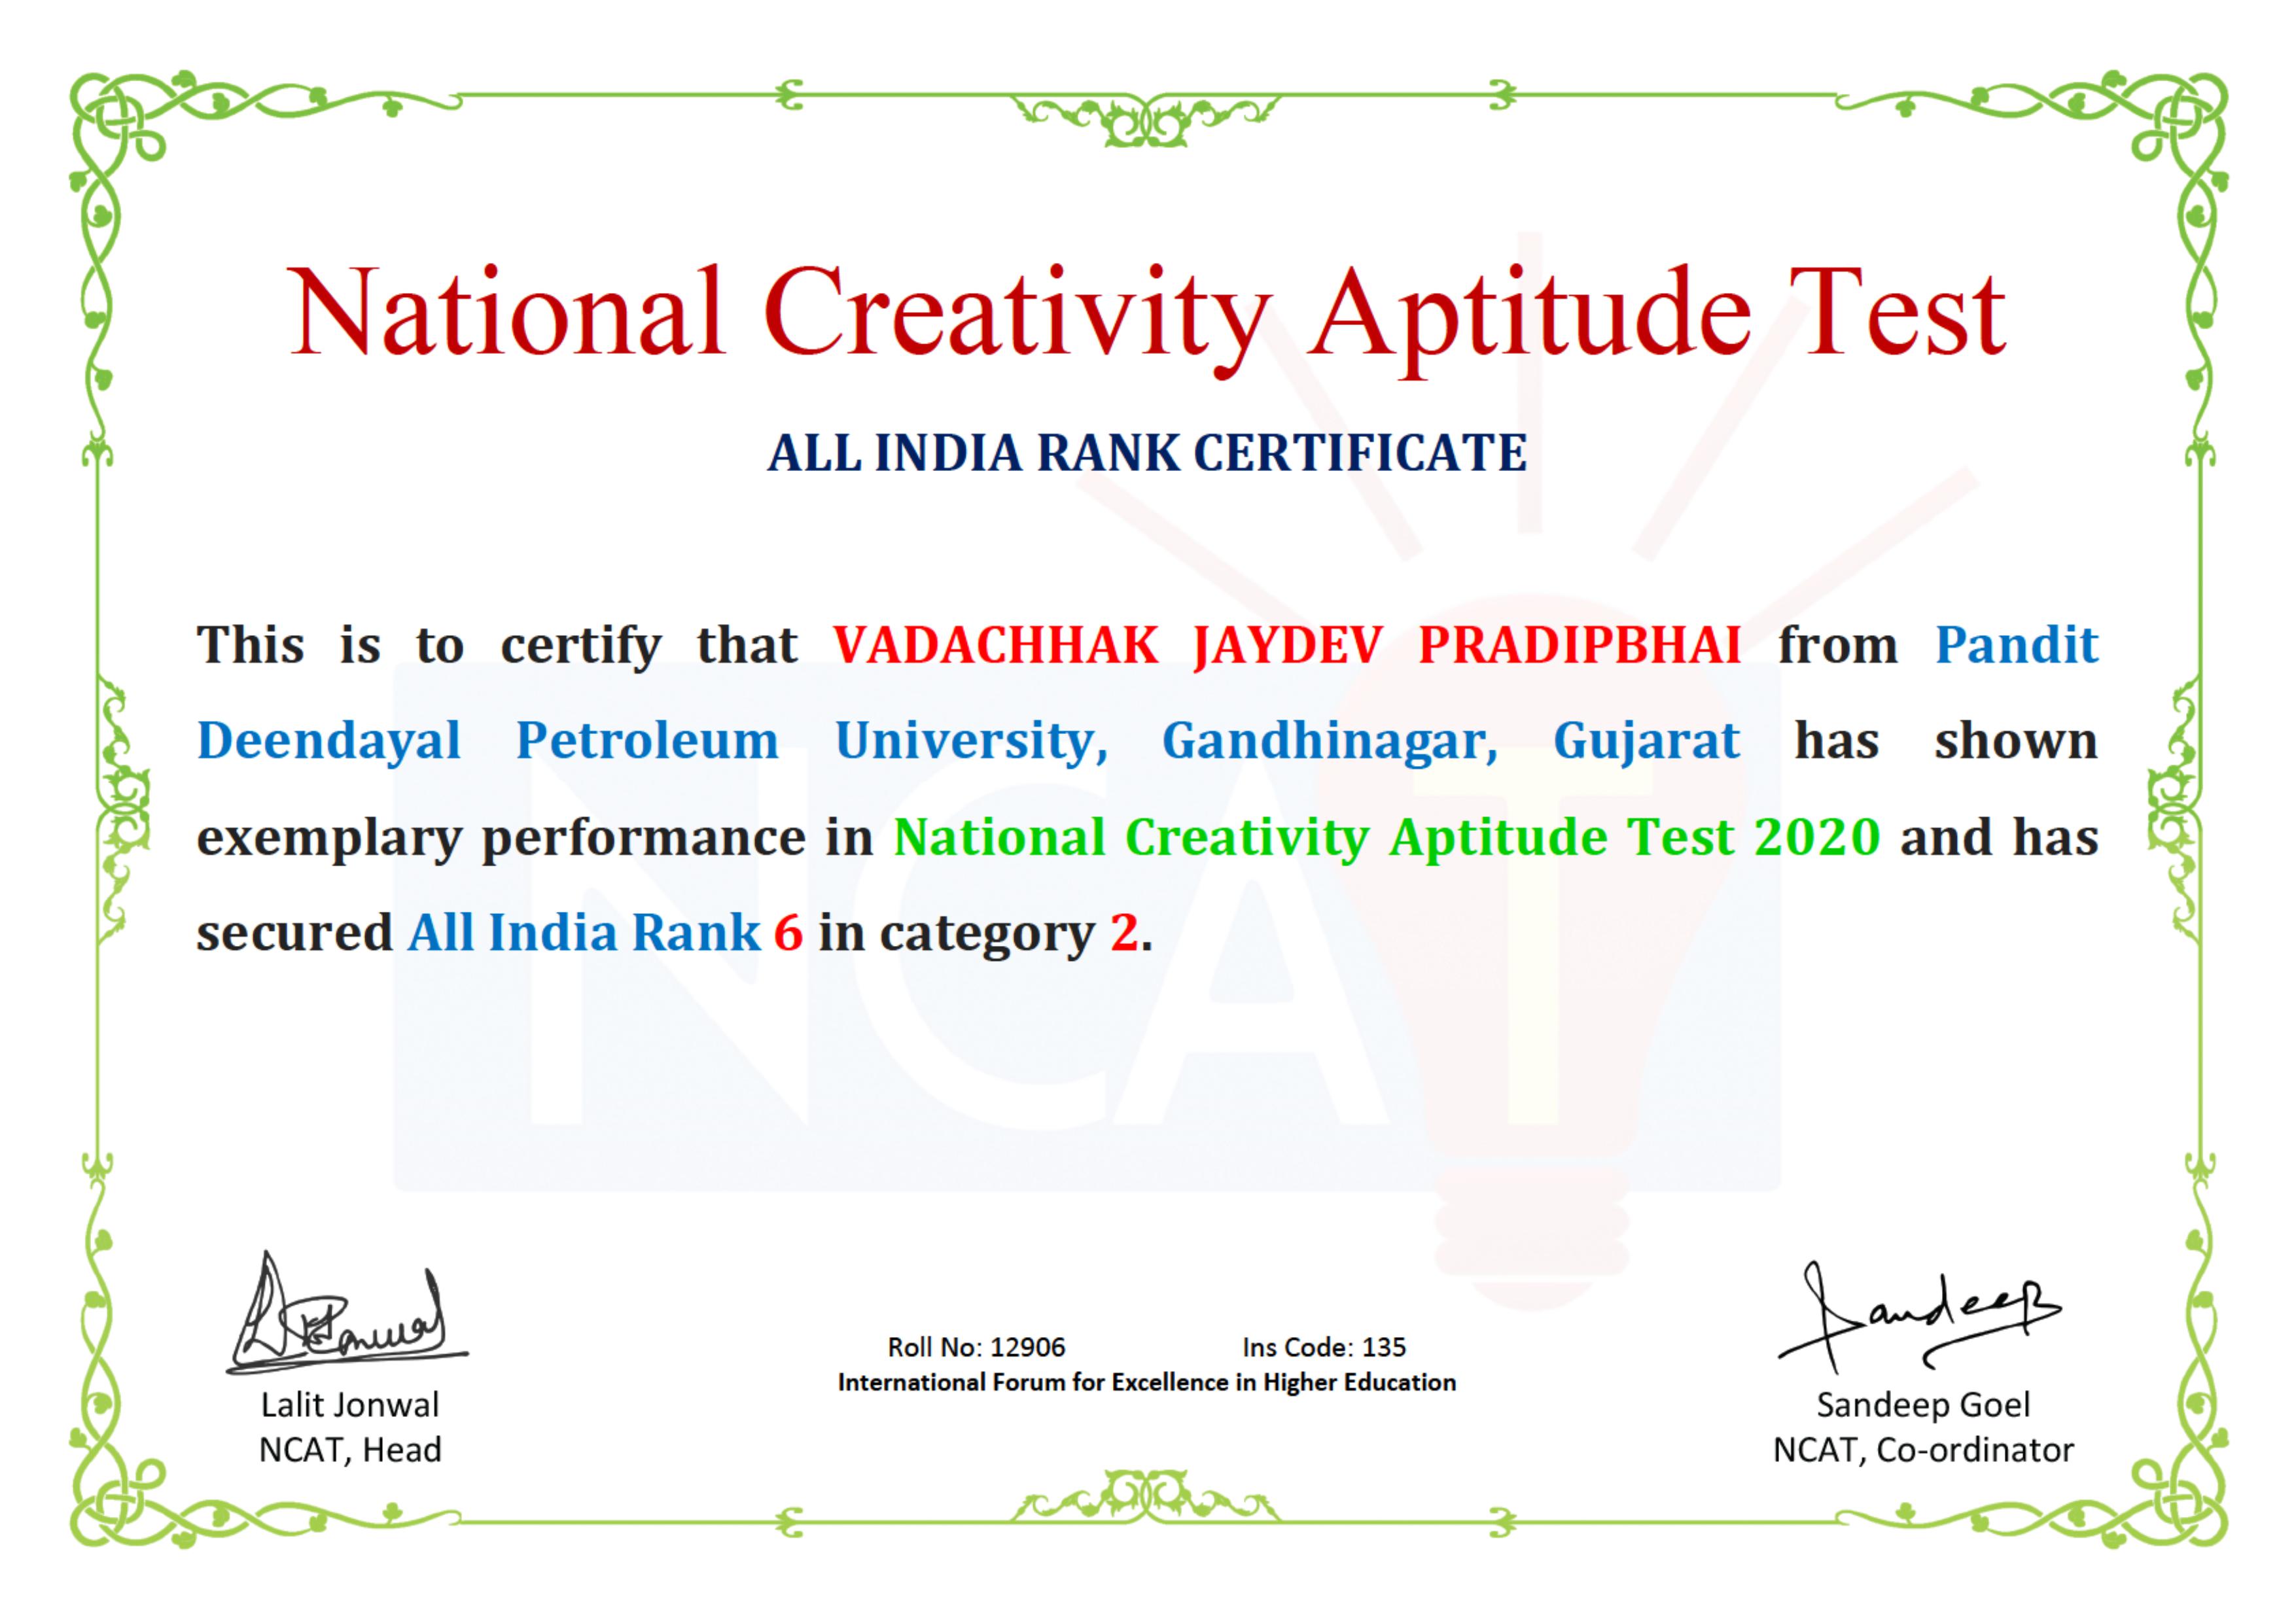 National Creativity Aptitude Test
ALL INDIA RANK CERTIFICATE
This is to certify that VADACHHAK JAYDEV PRADIPBHAI from Pandit
Deendayal Petroleum University, Gandhinagar, Gujarat has shown
exemplary performance in National Creativity Aptitude Test 2020 and has
secured All India Rank 6 in category 2.
NCAT
Sandeep
Roll No: 12906 Ins Code: 135
International Forum for Excellence in Higher Education
Lalit Jonwal
NCAT, Head
Sandeep Goel
NCAT, Co-ordinator